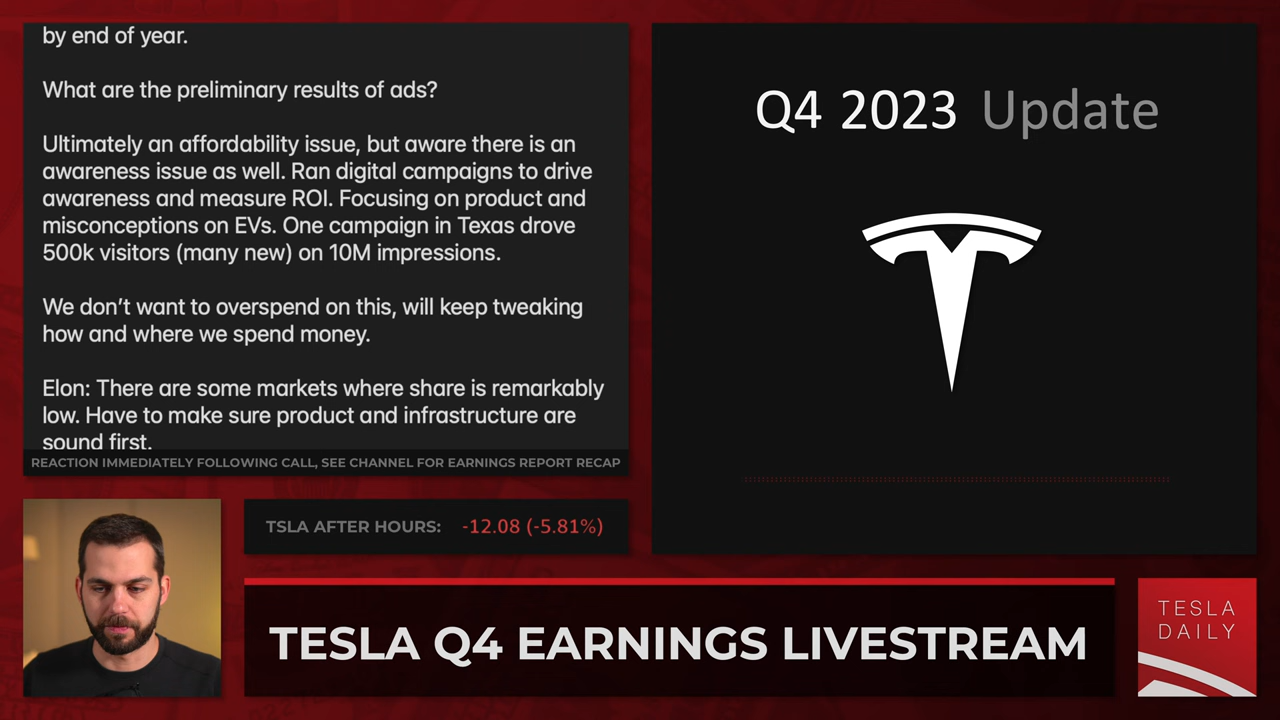 by end of year.
What are the preliminary results of ads?
Ultimately an affordability issue, but aware there is an
awareness issue as well. Ran digital campaigns to drive
awareness and measure ROI. Focusing on product and
misconceptions on EVs. One campaign in Texas drove
500k visitors (many new) on 10M impressions.
We don’t want to overspend on this, will keep tweaking
how and where we spend money.
Elon: There are some markets where share is remarkably
low. Have to make sure product and infrastructure are
sound first.
REACTION IMMEDIATELY FOLLOWING CALL, SEE CHANNEL FOR EARNINGS REPORT RECAP
Q4 2023 Update
TSLA AFTER HOURS: -12.08 (-5.81%)
TESLA Q4 EARNINGS LIVESTREAM
TESLA
DAILY